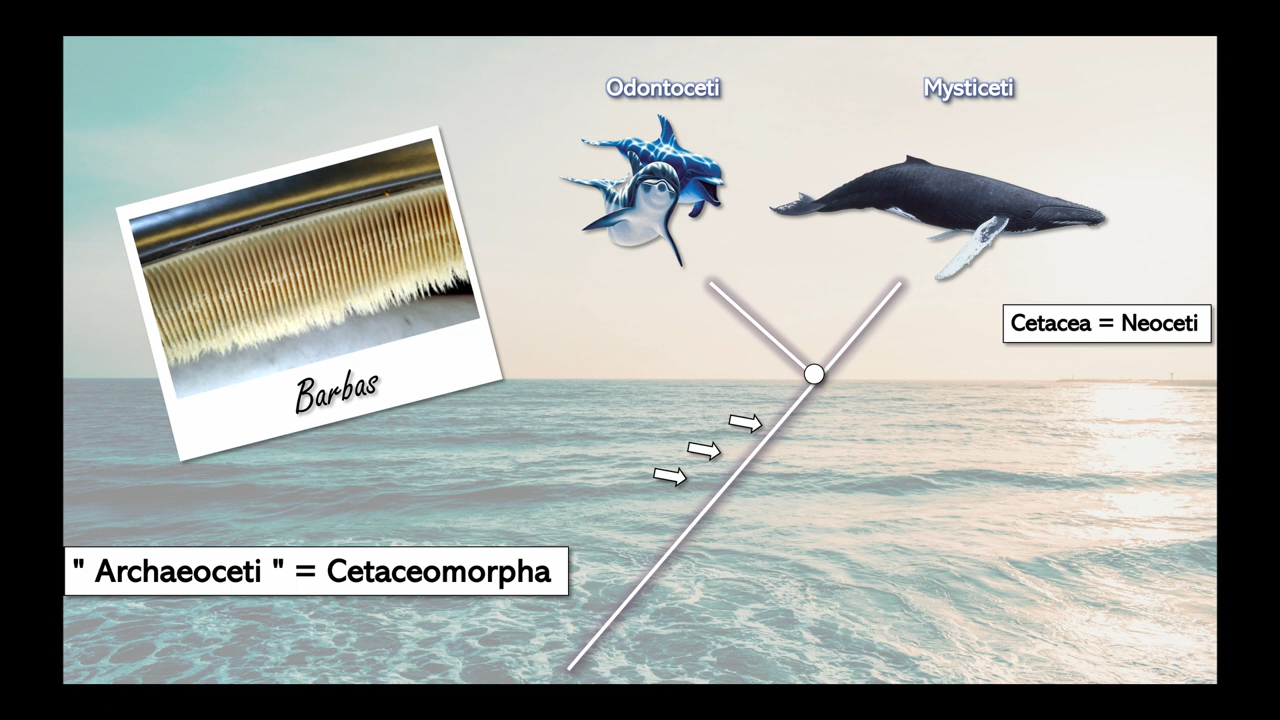 Odontoceti
Mysticeti
Barbas
Cetacea = Neoceti
" Archaeoceti " = Cetaceomorpha